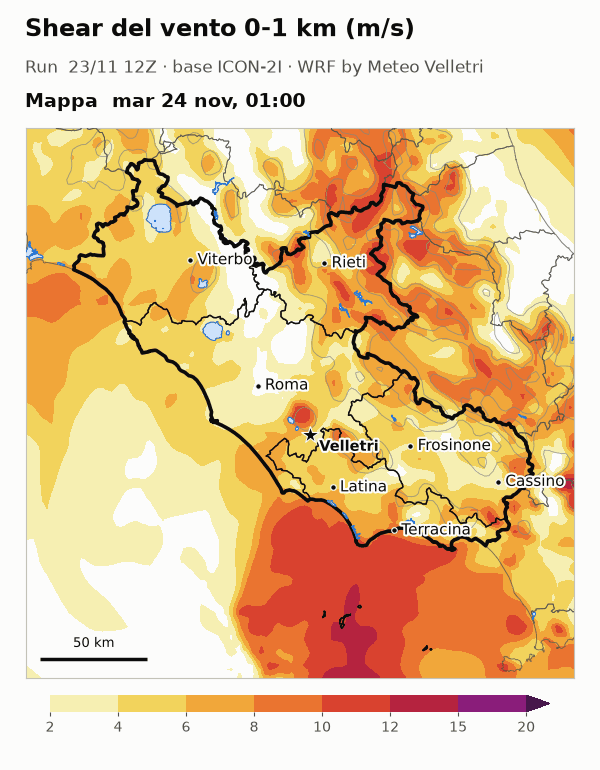 Shear del vento 0-1 km (m/s)
Run  23/11 12Z · base ICON-2I · WRF by Meteo Velletri
Mappa  mar 24 nov, 01:00
Viterbo
Rieti
Roma
Velletri
Frosinone
Latina
Cassino
Terracina
50 km
2 4 6 8 10 12 15 20